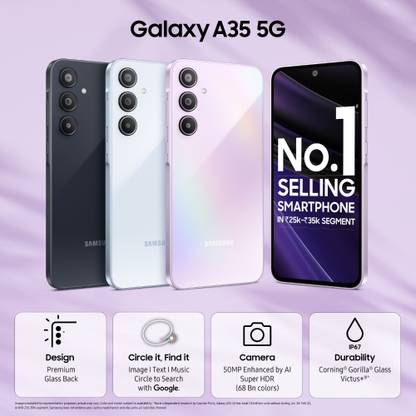 Galaxy A35 5G
SAMSUNG
SAMSUNG
SAMSUNG
No.1
SELLING
SMARTPHONE
IN ₹25k-₹35k SEGMENT
Design
Premium
Glass Back
Circle it, Find it
Image I Text I Music
Circle to Search
with Google.
Camera
50MP Enhanced by AI
Super HDR
(68 Bn colors)
IP67
Durability
Corning® Gorilla® Glass
Victus+®